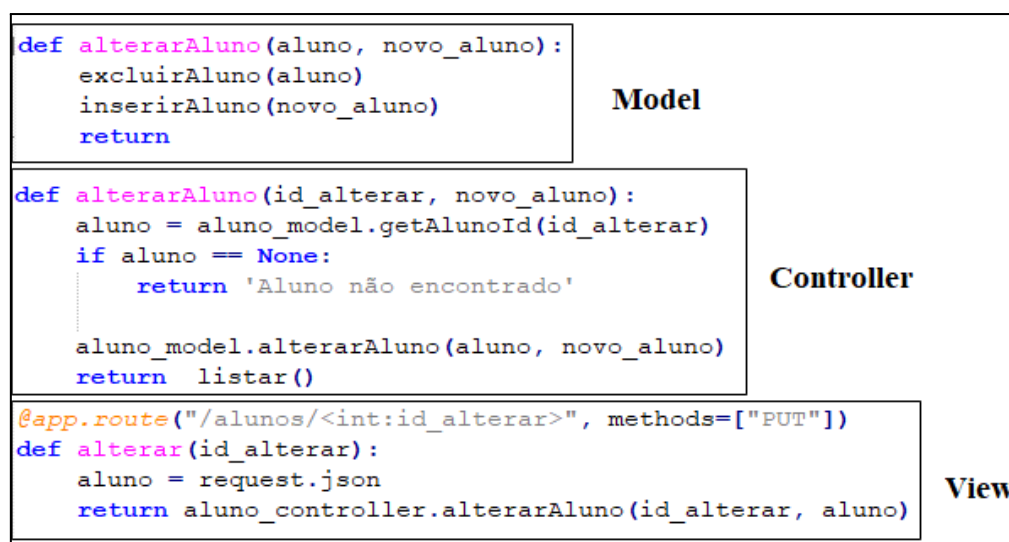 def alterarAluno(aluno, novo_aluno):
    excluirAluno(aluno)
    inserirAluno(novo_aluno)
    return
Model
def alterarAluno(id_alterar, novo_aluno):
    aluno = aluno_model.getAlunoId(id_alterar)
    if aluno == None:
        return 'Aluno não encontrado'
    aluno_model.alterarAluno(aluno, novo_aluno)
    return  listar()
Controller
@app.route("/alunos/<int:id_alterar>", methods=["PUT"])
def alterar(id_alterar):
    aluno = request.json
    return aluno_controller.alterarAluno(id_alterar, aluno)
View